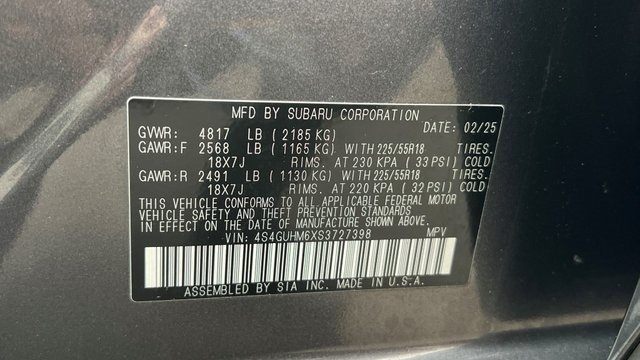 MFD BY SUBARU CORPORATION
GVWR: 4817 LB ( 2185 KG) DATE: 02/25
GAWR:F 2568 LB ( 1165 KG) WITH 225/55R18 TIRES.
18X7J RIMS. AT 230 KPA ( 33 PSI) COLD
GAWR:R 2491 LB ( 1130 KG) WITH 225/55R18 TIRES.
18X7J RIMS. AT 220 KPA ( 32 PSI) COLD
THIS VEHICLE CONFORMS TO ALL APPLICABLE FEDERAL MOTOR
VEHICLE SAFETY AND THEFT PREVENTION STANDARDS
IN EFFECT ON THE DATE OF MANUFACTURE SHOWN ABOVE.
VIN: 4S4GUHM6XS3727398 MPV
ASSEMBLED BY SIA INC. MADE IN U.S.A.